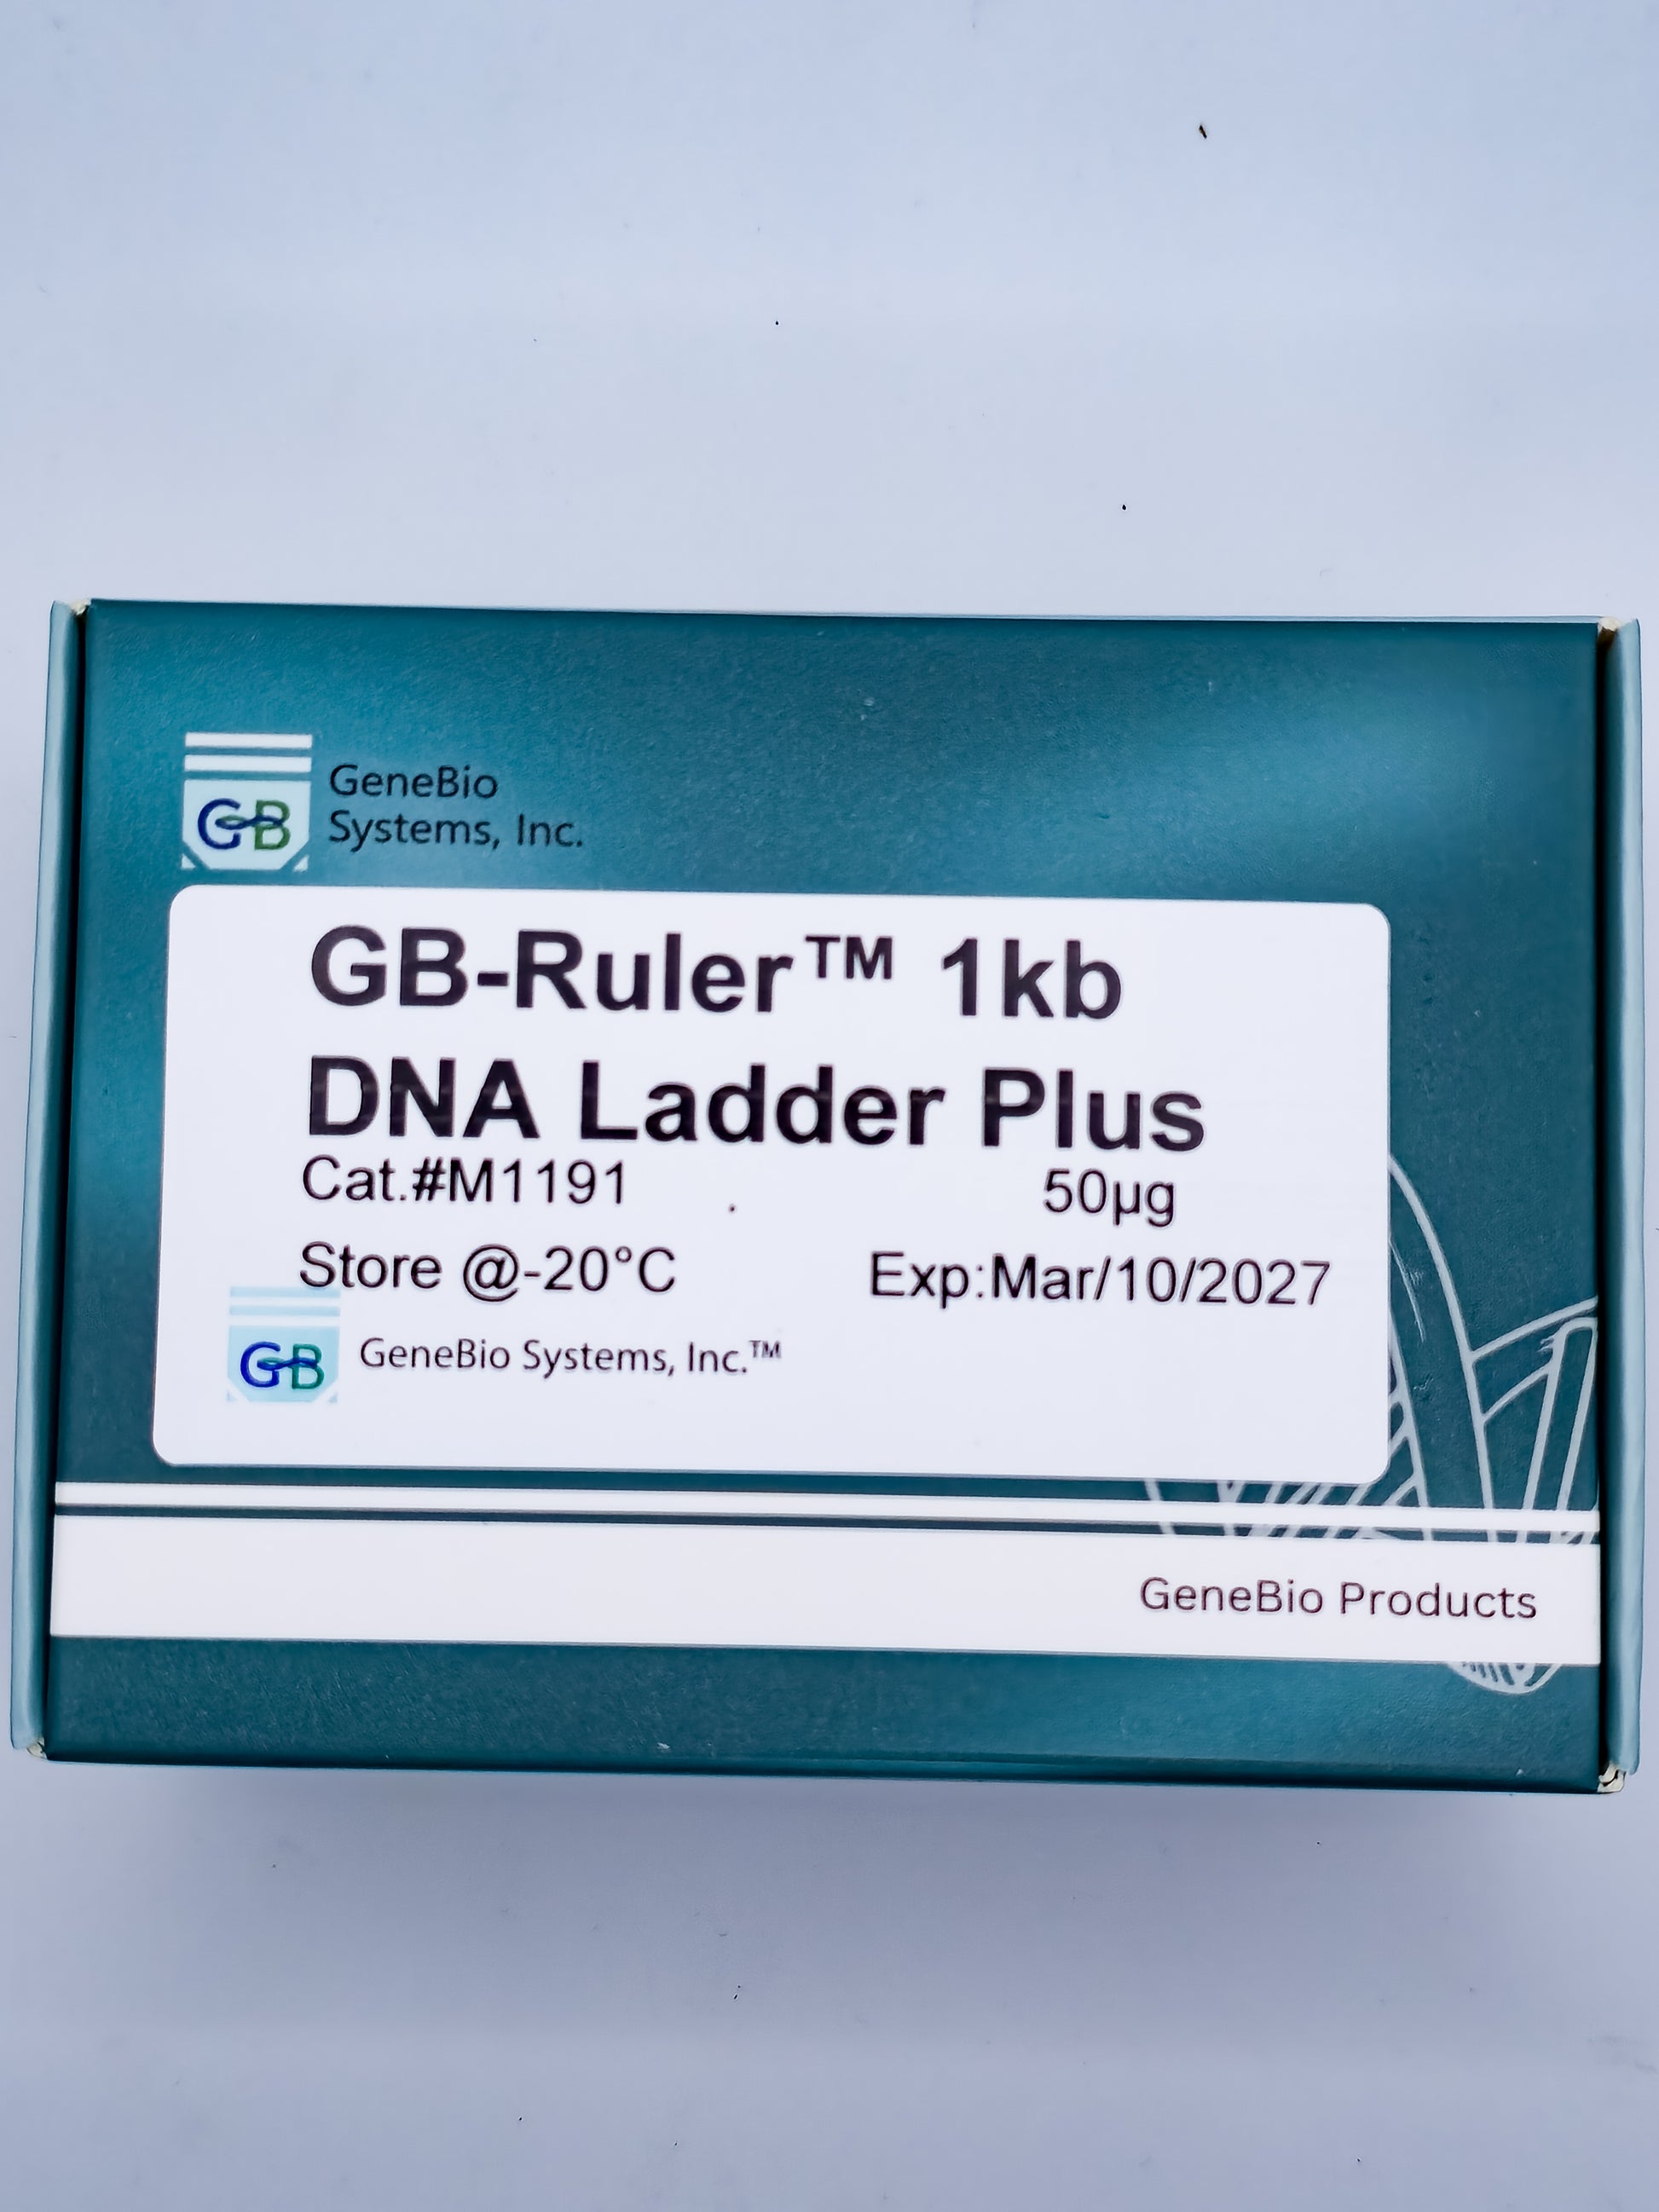 GB
GeneBio
Systems, Inc.
GB-Ruler™ 1kb
DNA Ladder Plus
Cat.#M1191 50µg
Store @-20°C Exp:Mar/10/2027
GB GeneBio Systems, Inc.™
GeneBio Products